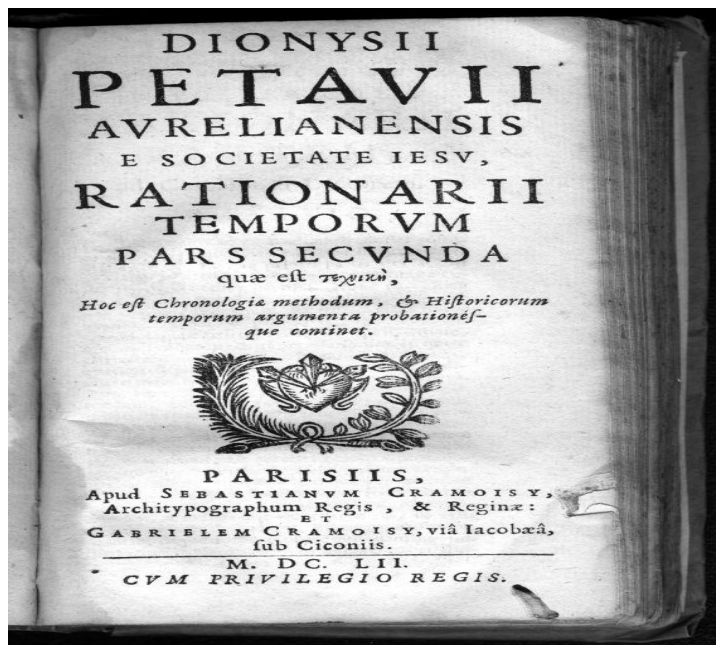 DIONYSII
PETAVII
AVRELIANENSIS
E SOCIETATE IESV,
RATIONARII
TEMPORVM
PARS SECVNDA
quæ eſt τεχνικὴ,
Hoc eſt Chronologiæ methodum, & Hiſtoricorum
temporum argumenta probationéſ-
que continet.
PARISIIS,
Apud SEBASTIANVM CRAMOISY,
Architypographum Regis, & Reginæ:
ET
GABRIELEM CRAMOISY, viâ Iacobæâ,
ſub Ciconiis.
M. DC. LII.
CVM PRIVILEGIO REGIS.